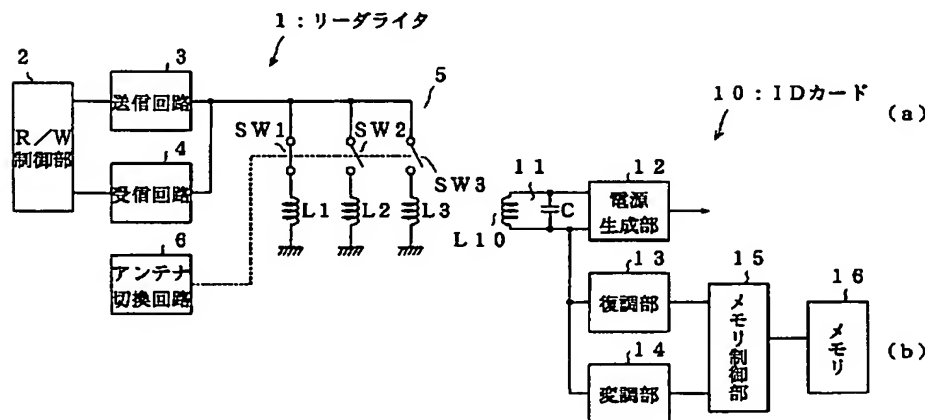 1：リーダライタ
2
R／W
制御部
3
送信回路
4
受信回路
5
SW1
SW2
SW3
L1
L2
L3
6
アンテナ
切換回路
10：IDカード
(a)
11
L10
C
12
電源
生成部
13
復調部
14
変調部
15
メモリ制御部
16
メモリ
(b)